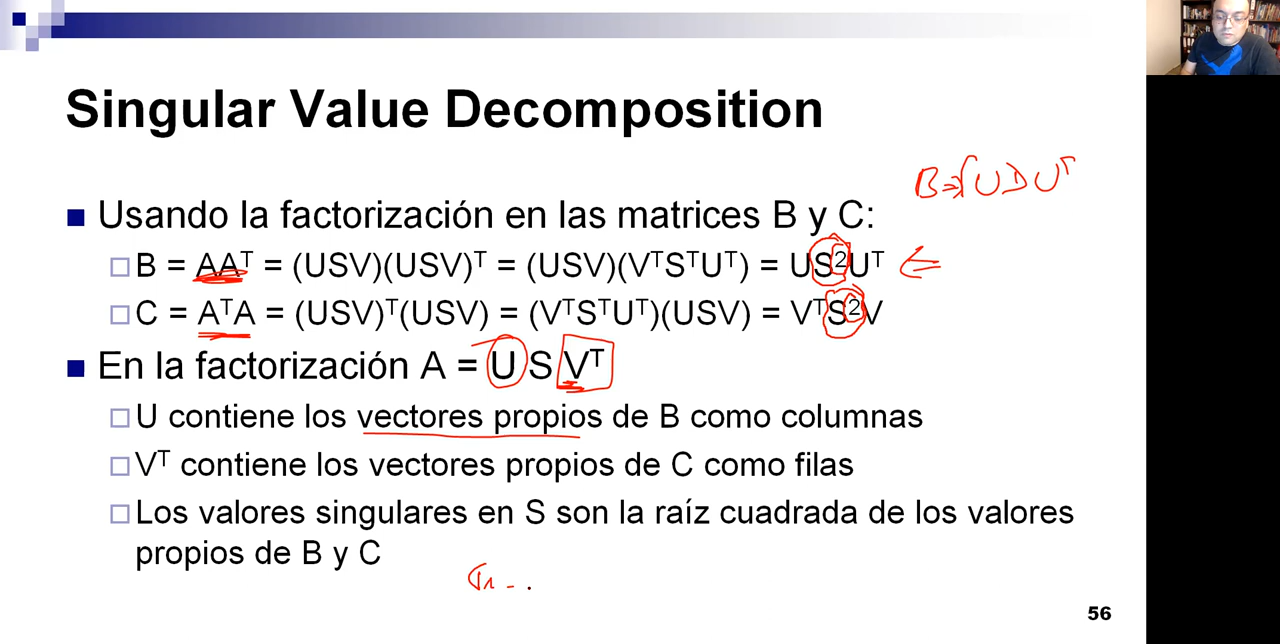 Singular Value Decomposition
B = U D Uᵀ
■ Usando la factorización en las matrices B y C:
□ B = AAᵀ = (USV)(USV)ᵀ = (USV)(VᵀSᵀUᵀ) = US²Uᵀ
□ C = AᵀA = (USV)ᵀ(USV) = (VᵀSᵀUᵀ)(USV) = VᵀS²V
■ En la factorización A = U S Vᵀ
□ U contiene los vectores propios de B como columnas
□ Vᵀ contiene los vectores propios de C como filas
□ Los valores singulares en S son la raíz cuadrada de los valores
propios de B y C
56